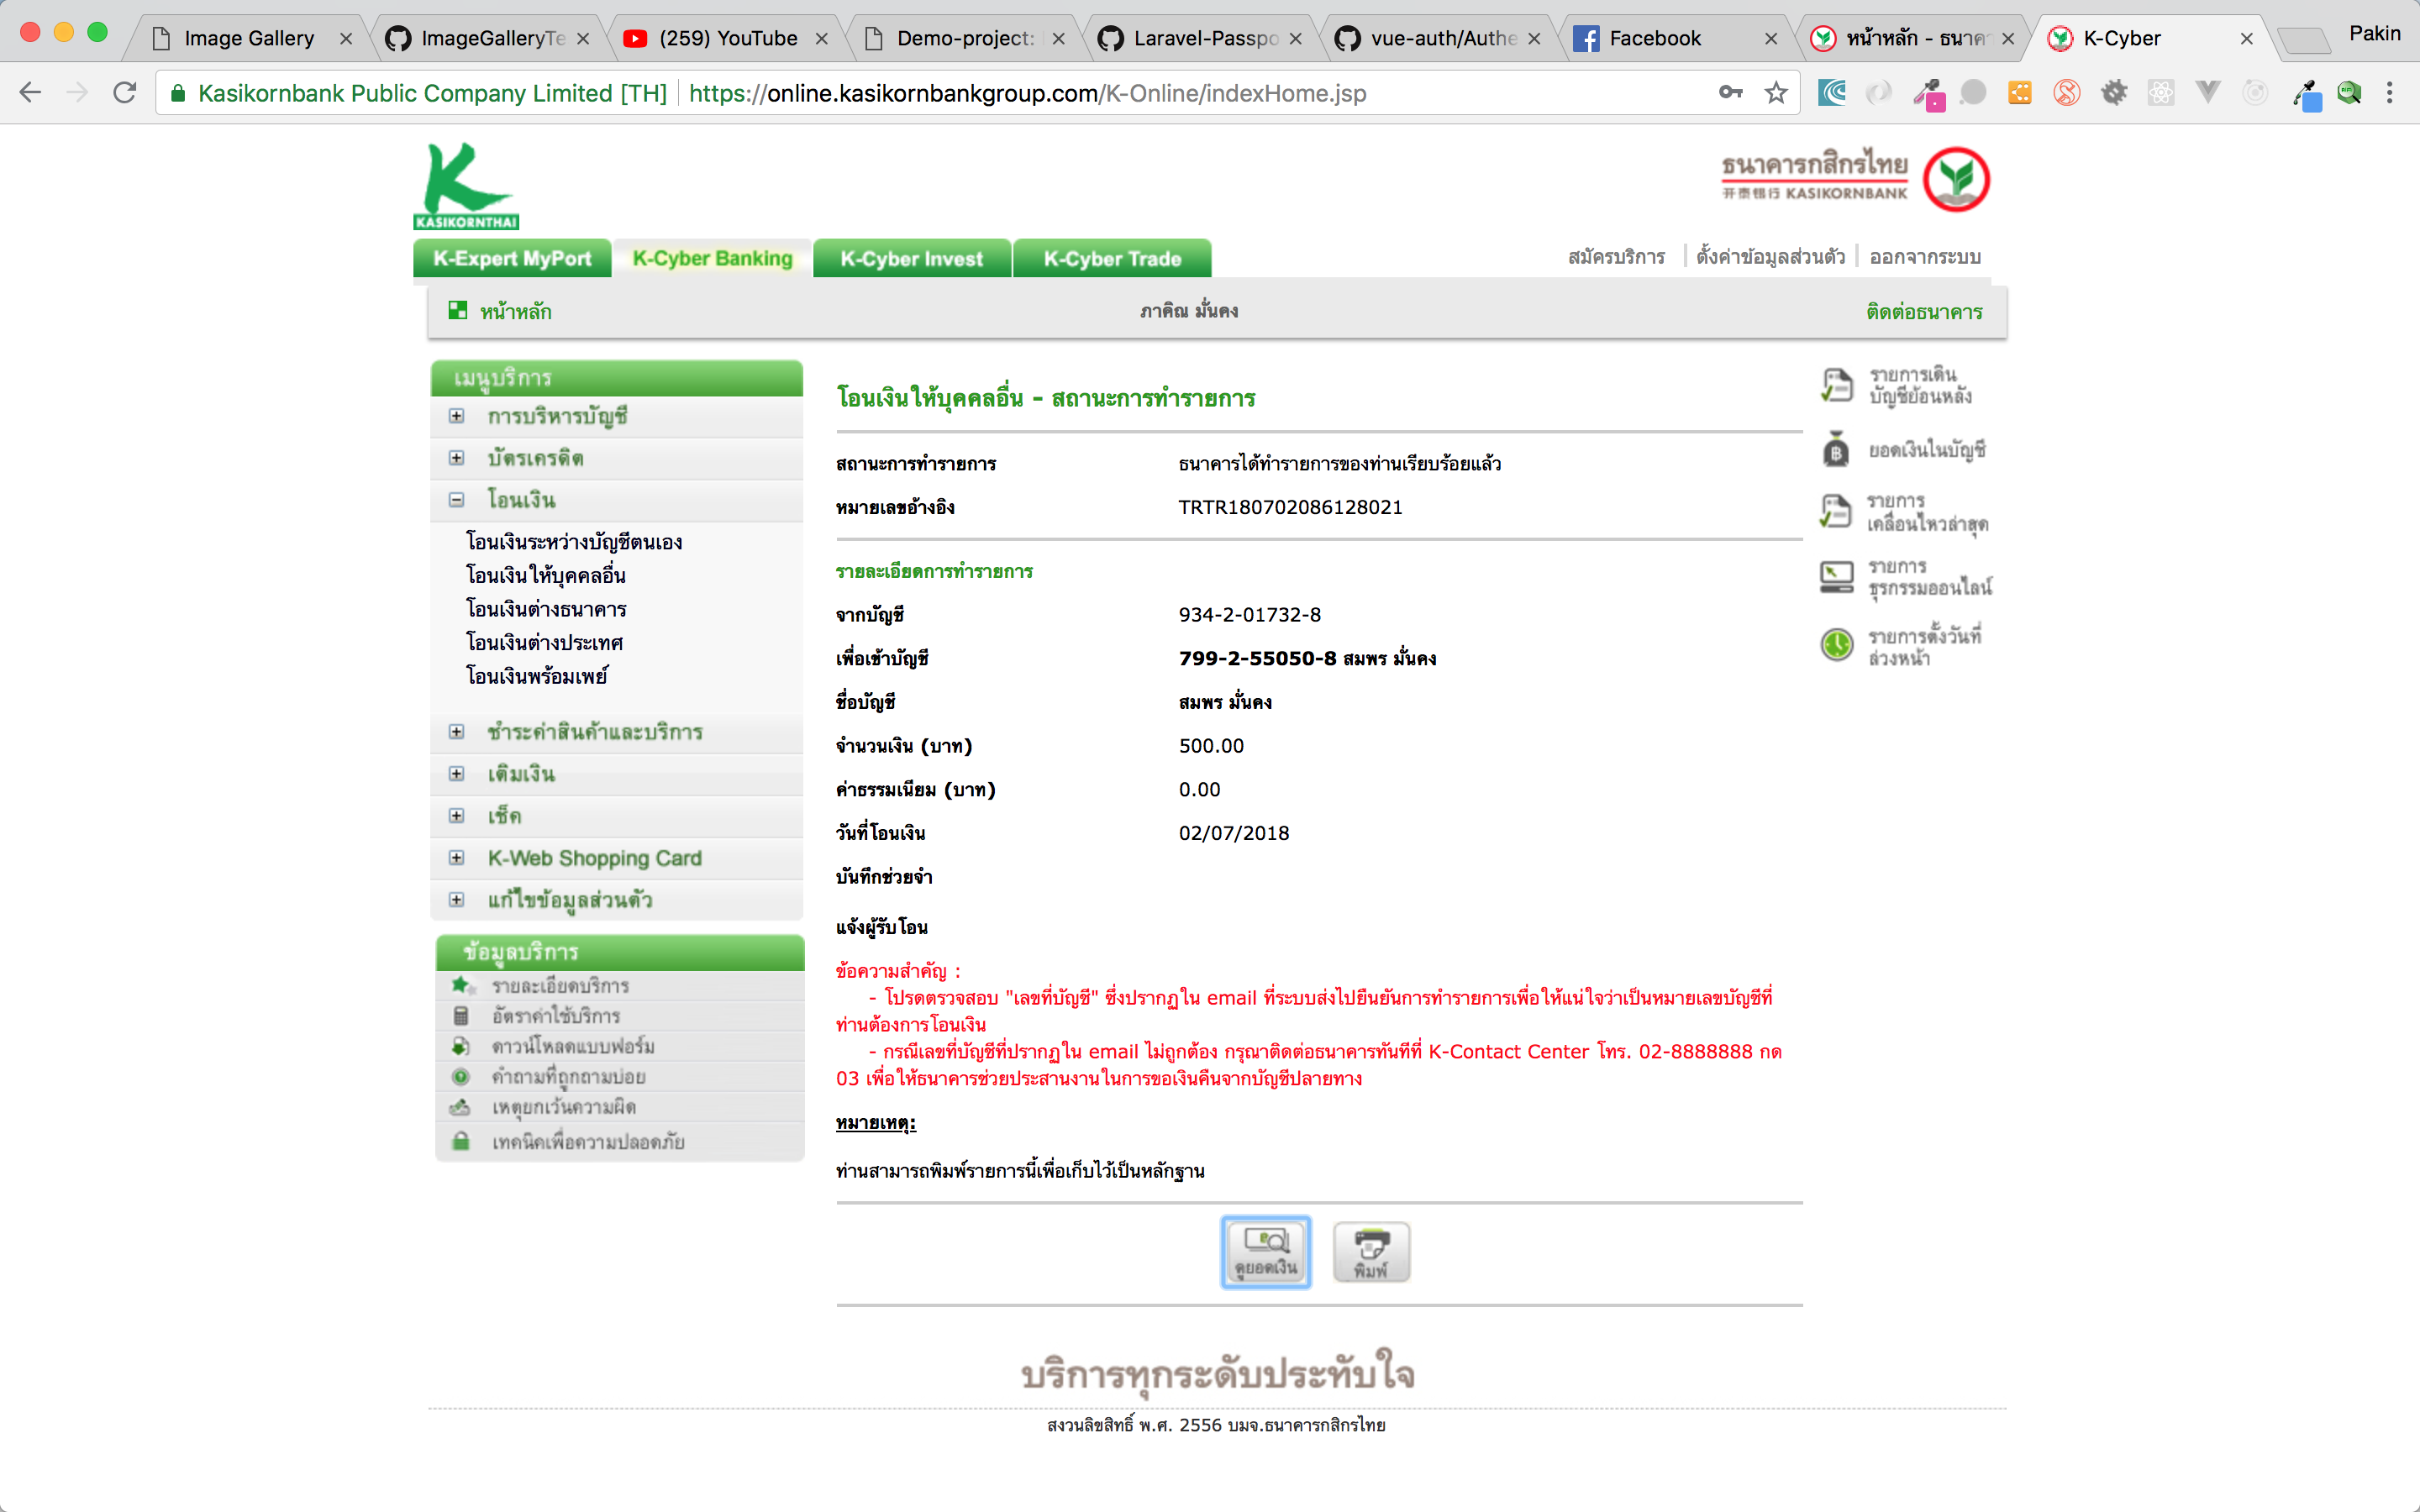 Image Gallery
ImageGalleryTe
(259) YouTube
Demo-project:
Laravel-Passpo
vue-auth/Authe
Facebook
หน้าหลัก - ธนาคา
K-Cyber
Pakin
Kasikornbank Public Company Limited [TH]
https://online.kasikornbankgroup.com/K-Online/indexHome.jsp
KASIKORNTHAI
ธนาคารกสิกรไทย
开泰银行 KASIKORNBANK
K-Expert MyPort
K-Cyber Banking
K-Cyber Invest
K-Cyber Trade
สมัครบริการ
ตั้งค่าข้อมูลส่วนตัว
ออกจากระบบ
หน้าหลัก
ภาคิณ มั่นคง
ติดต่อธนาคาร
เมนูบริการ
การบริหารบัญชี
บัตรเครดิต
โอนเงิน
โอนเงินระหว่างบัญชีตนเอง
โอนเงินให้บุคคลอื่น
โอนเงินต่างธนาคาร
โอนเงินต่างประเทศ
โอนเงินพร้อมเพย์
ชำระค่าสินค้าและบริการ
เติมเงิน
เช็ค
K-Web Shopping Card
แก้ไขข้อมูลส่วนตัว
ข้อมูลบริการ
รายละเอียดบริการ
อัตราค่าใช้บริการ
ดาวน์โหลดแบบฟอร์ม
คำถามที่ถูกถามบ่อย
เหตุยกเว้นความผิด
เทคนิคเพื่อความปลอดภัย
โอนเงินให้บุคคลอื่น - สถานะการทำรายการ
สถานะการทำรายการ ธนาคารได้ทำรายการของท่านเรียบร้อยแล้ว
หมายเลขอ้างอิง TRTR180702086128021
รายละเอียดการทำรายการ
จากบัญชี 934-2-01732-8
เพื่อเข้าบัญชี 799-2-55050-8 สมพร มั่นคง
ชื่อบัญชี สมพร มั่นคง
จำนวนเงิน (บาท) 500.00
ค่าธรรมเนียม (บาท) 0.00
วันที่โอนเงิน 02/07/2018
บันทึกช่วยจำ
แจ้งผู้รับโอน
ข้อความสำคัญ :
- โปรดตรวจสอบ "เลขที่บัญชี" ซึ่งปรากฏใน email ที่ระบบส่งไปยืนยันการทำรายการเพื่อให้แน่ใจว่าเป็นหมายเลขบัญชีที่
ท่านต้องการโอนเงิน
- กรณีเลขที่บัญชีที่ปรากฏใน email ไม่ถูกต้อง กรุณาติดต่อธนาคารทันทีที่ K-Contact Center โทร. 02-8888888 กด
03 เพื่อให้ธนาคารช่วยประสานงานในการขอเงินคืนจากบัญชีปลายทาง
หมายเหตุ:
ท่านสามารถพิมพ์รายการนี้เพื่อเก็บไว้เป็นหลักฐาน
ดูยอดเงิน
พิมพ์
รายการเดิน
บัญชีย้อนหลัง
ยอดเงินในบัญชี
รายการ
เคลื่อนไหวล่าสุด
รายการ
ธุรกรรมออนไลน์
รายการตั้งวันที่
ล่วงหน้า
บริการทุกระดับประทับใจ
สงวนลิขสิทธิ์ พ.ศ. 2556 บมจ.ธนาคารกสิกรไทย